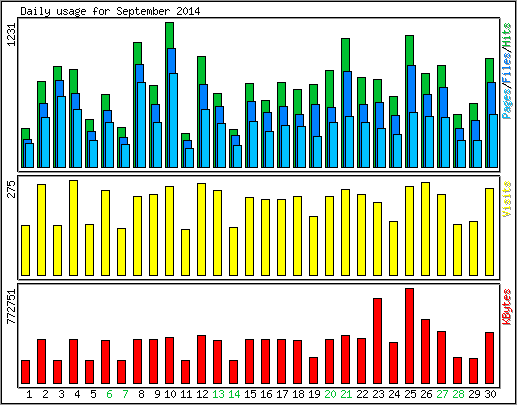 Daily usage for September 2014
1231
Pages/Files/Hits
275
Visits
772751
KBytes
1 2 3 4 5 6 7 8 9 10 11 12 13 14 15 16 17 18 19 20 21 22 23 24 25 26 27 28 29 30